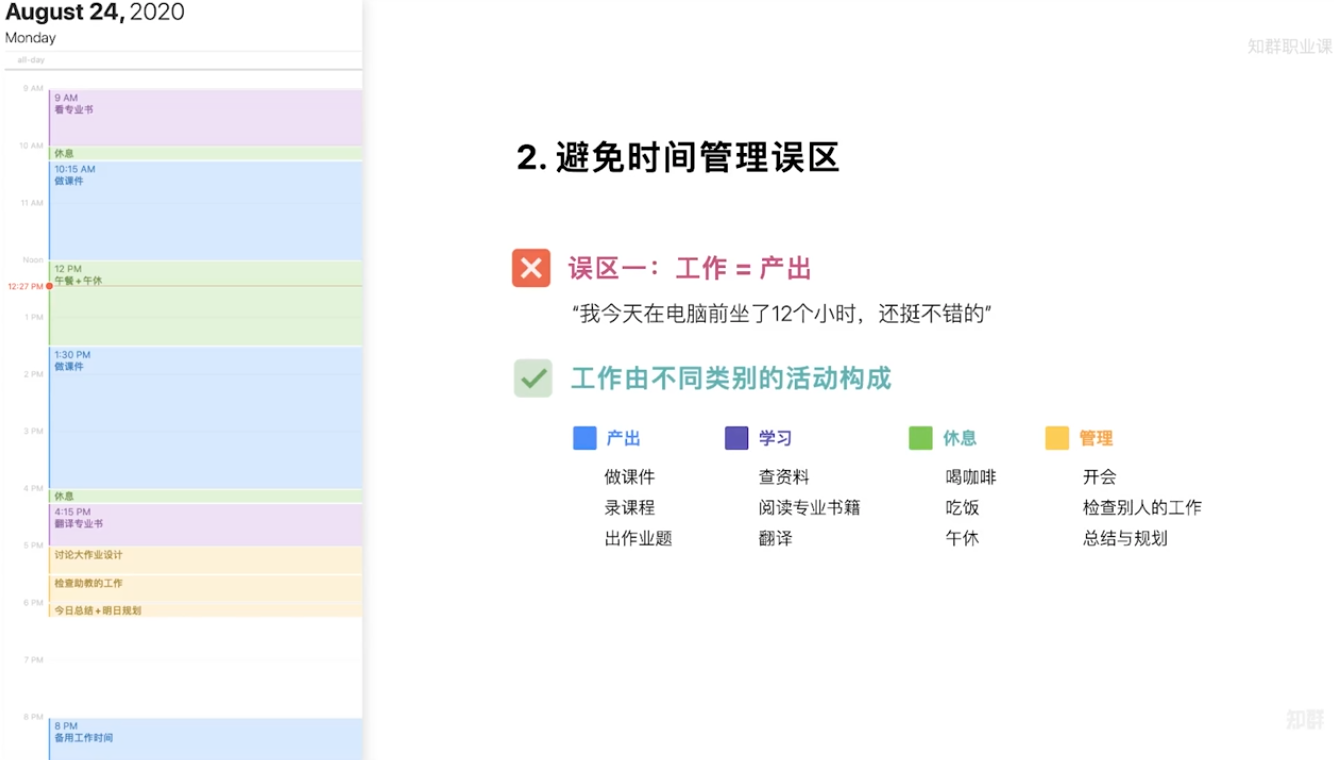 August 24, 2020
Monday
all-day
9 AM
9 AM
看专业书
10 AM
休息
10:15 AM
做课件
11 AM
Noon
12 PM
午餐+午休
12:27 PM
1 PM
1:30 PM
做课件
2 PM
3 PM
4 PM
休息
4:15 PM
翻译专业书
5 PM
讨论大作业设计
检查助教的工作
6 PM
今日总结+明日规划
7 PM
8 PM
8 PM
备用工作时间
知群职业课
2. 避免时间管理误区
误区一：工作 = 产出
“我今天在电脑前坐了12个小时，还挺不错的”
工作由不同类别的活动构成
产出 学习 休息 管理
做课件 查资料 喝咖啡 开会
录课程 阅读专业书籍 吃饭 检查别人的工作
出作业题 翻译 午休 总结与规划
知群